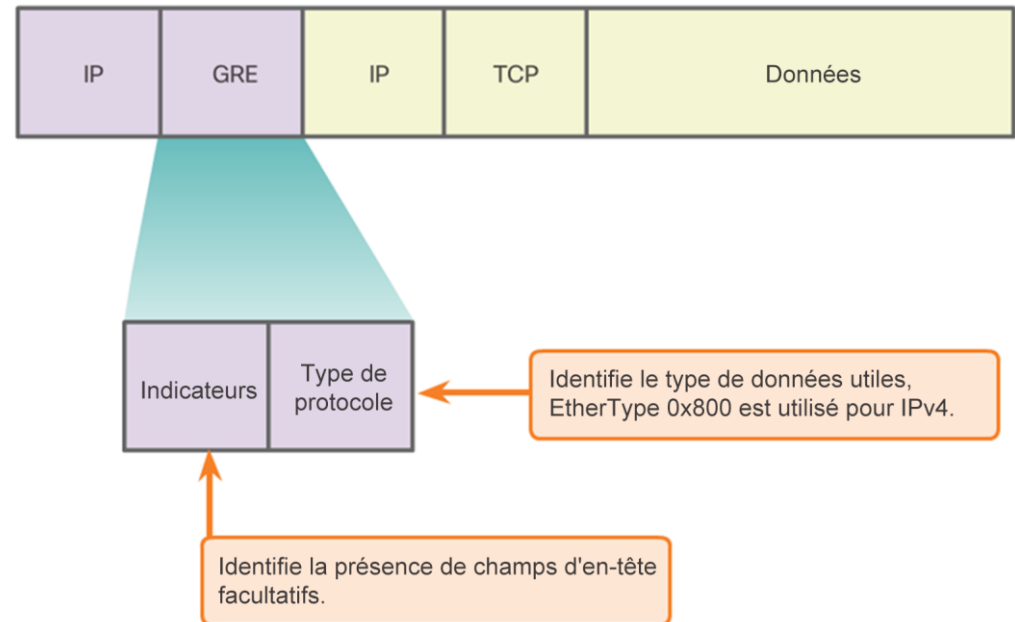 IP
GRE
IP
TCP
Données
Indicateurs
Type de
protocole
Identifie le type de données utiles,
EtherType 0x800 est utilisé pour IPv4.
Identifie la présence de champs d'en-tête
facultatifs.